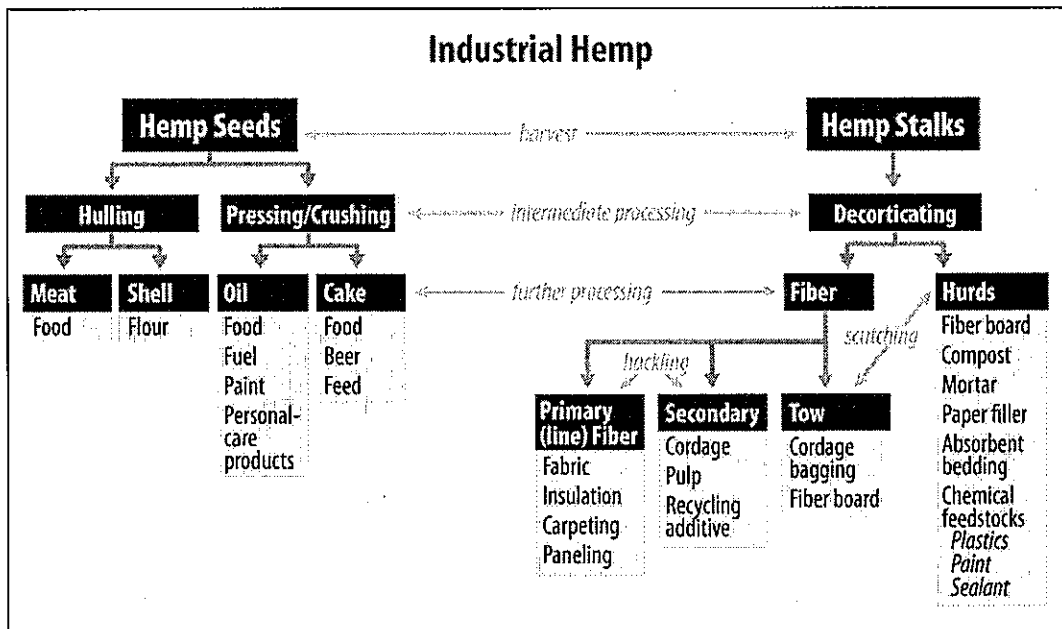 Industrial Hemp
Hemp Seeds
harvest
Hemp Stalks
Hulling
Pressing/Crushing
intermediate processing
Decorticating
Meat
Food
Shell
Flour
Oil
Food
Fuel
Paint
Personal-
care
products
Cake
Food
Beer
Feed
further processing
Fiber
hackling
scutching
Primary
(line) Fiber
Fabric
Insulation
Carpeting
Paneling
Secondary
Cordage
Pulp
Recycling
additive
Tow
Cordage
bagging
Fiber board
Hurds
Fiber board
Compost
Mortar
Paper filler
Absorbent
bedding
Chemical
feedstocks
Plastics
Paint
Sealant